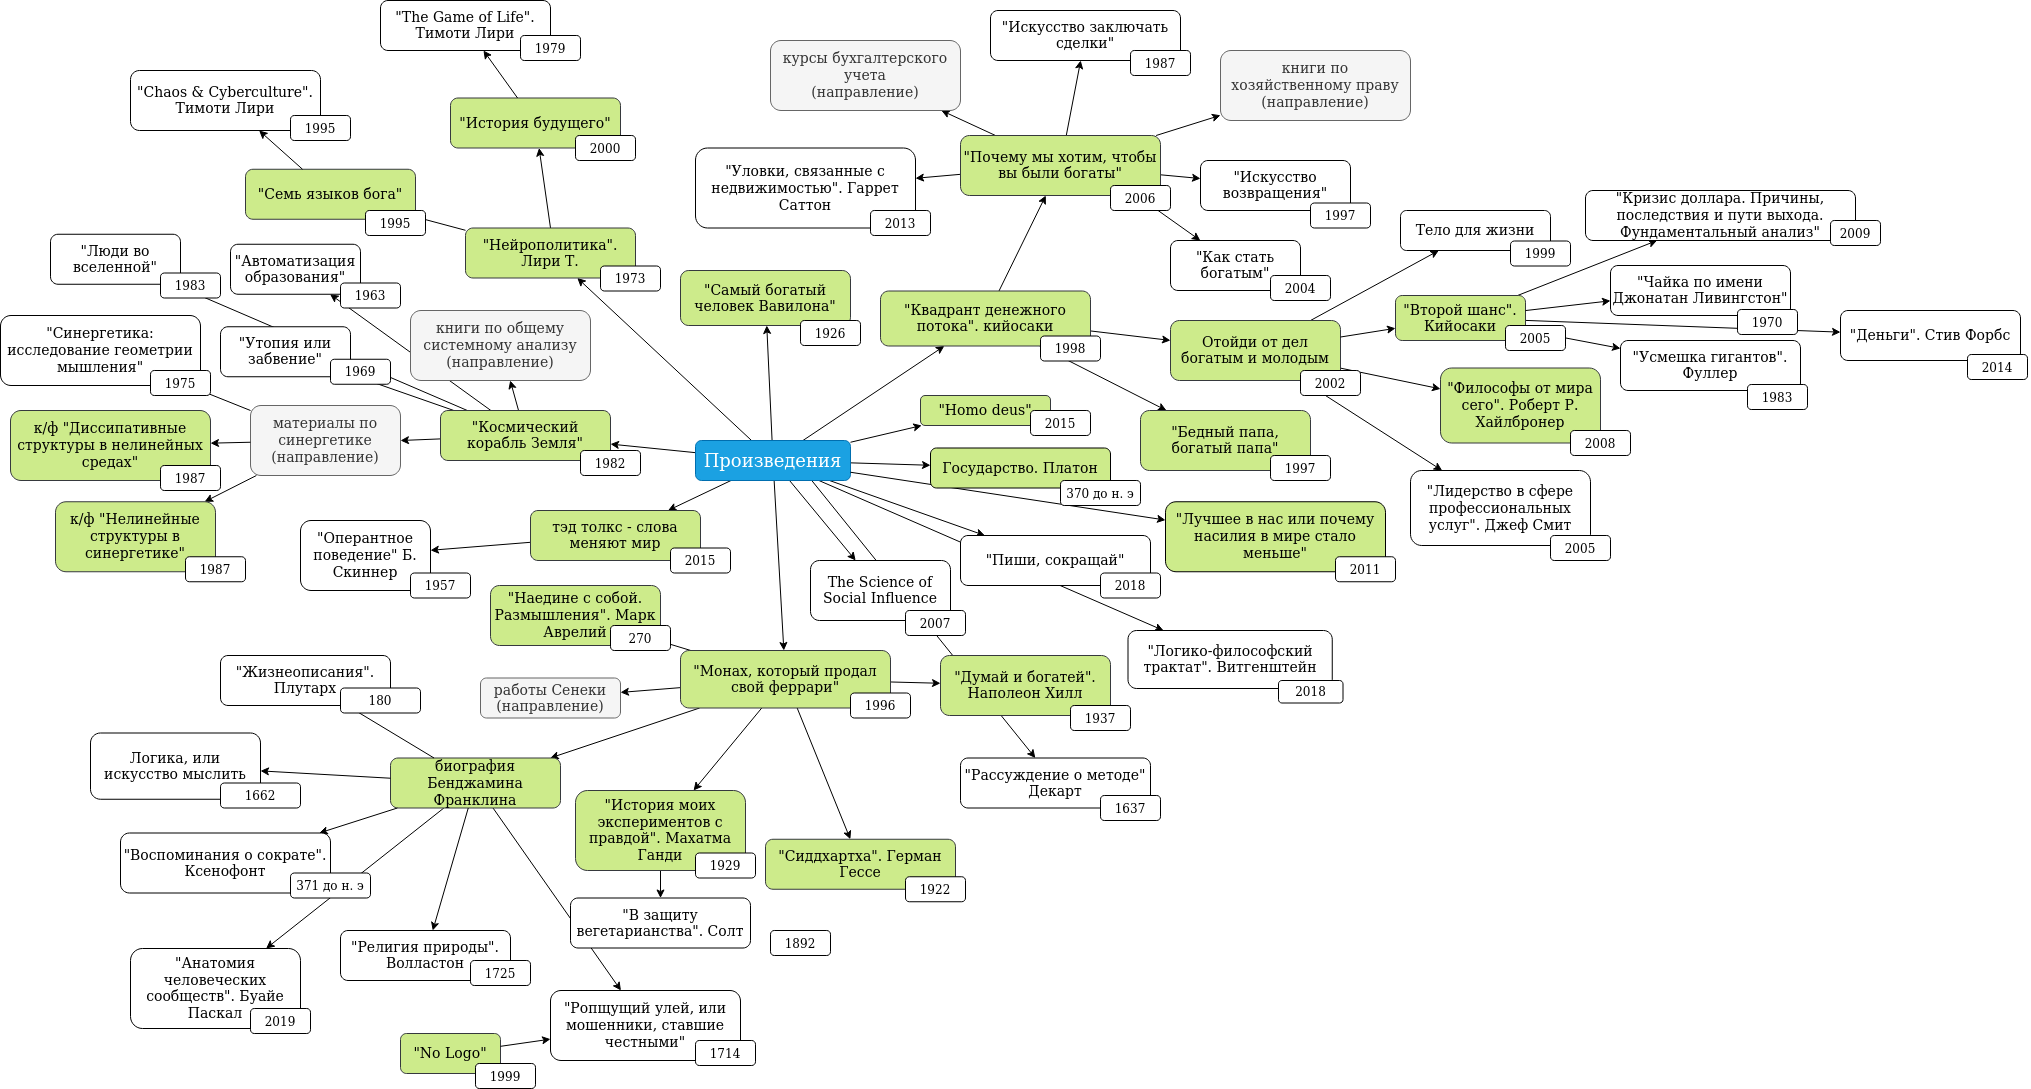 "The Game of Life".
Тимоти Лири
1979
"Искусство заключать
сделки"
1987
курсы бухгалтерского
учета
(направление)
книги по
хозяйственному праву
(направление)
"Chaos & Cyberculture".
Тимоти Лири
1995
"История будущего"
2000
"Почему мы хотим, чтобы
вы были богаты"
2006
"Уловки, связанные с
недвижимостью". Гаррет
Саттон
2013
"Искусство
возвращения"
1997
"Семь языков бога"
1995
"Кризис доллара. Причины,
последствия и пути выхода.
Фундаментальный анализ"
2009
Тело для жизни
1999
"Нейрополитика".
Лири Т.
1973
"Люди во
вселенной"
1983
"Автоматизация
образования"
1963
"Как стать
богатым"
2004
"Самый богатый
человек Вавилона"
1926
"Чайка по имени
Джонатан Ливингстон"
1970
"Квадрант денежного
потока". кийосаки
1998
"Второй шанс".
Кийосаки
2005
"Деньги". Стив Форбс
2014
"Синергетика:
исследование геометрии
мышления"
1975
"Утопия или
забвение"
1969
книги по общему
системному анализу
(направление)
Отойди от дел
богатым и молодым
2002
"Усмешка гигантов".
Фуллер
1983
"Философы от мира
сего". Роберт Р.
Хайлбронер
2008
"Homo deus"
2015
к/ф "Диссипативные
структуры в нелинейных
средах"
1987
материалы по
синергетике
(направление)
"Космический
корабль Земля"
1982
Произведения
"Бедный папа,
богатый папа"
1997
Государство. Платон
370 до н. э
"Лидерство в сфере
профессиональных
услуг". Джеф Смит
2005
к/ф "Нелинейные
структуры в
синергетике"
1987
"Оперантное
поведение" Б.
Скиннер
1957
тэд толкс - слова
меняют мир
2015
"Лучшее в нас или почему
насилия в мире стало
меньше"
2011
"Пиши, сокращай"
2018
The Science of
Social Influence
2007
"Наедине с собой.
Размышления". Марк
Аврелий
270
"Логико-философский
трактат". Витгенштейн
2018
"Жизнеописания".
Плутарх
180
работы Сенеки
(направление)
"Монах, который продал
свой феррари"
1996
"Думай и богатей".
Наполеон Хилл
1937
Логика, или
искусство мыслить
1662
биография
Бенджамина
Франклина
"Рассуждение о методе"
Декарт
1637
"История моих
экспериментов с
правдой". Махатма
Ганди
1929
"Воспоминания о сократе".
Ксенофонт
371 до н. э
"Сиддхартха". Герман
Гессе
1922
"В защиту
вегетарианства". Солт
1892
"Религия природы".
Волластон
1725
"Анатомия
человеческих
сообществ". Буайе
Паскал
2019
"Ропщущий улей, или
мошенники, ставшие
честными"
1714
"No Logo"
1999